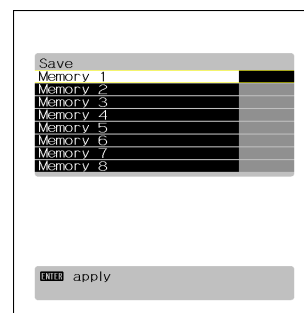 Save
Memory 1
Memory 2
Memory 3
Memory 4
Memory 5
Memory 6
Memory 7
Memory 8
ENTER apply